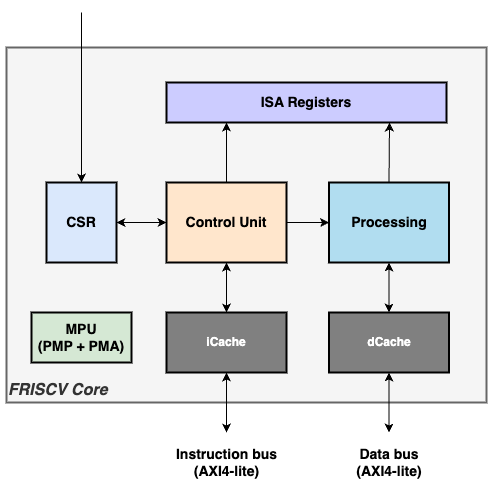 ISA Registers
CSR
Control Unit
Processing
MPU
(PMP + PMA)
iCache
dCache
FRISCV Core
Instruction bus
(AXI4-lite)
Data bus
(AXI4-lite)